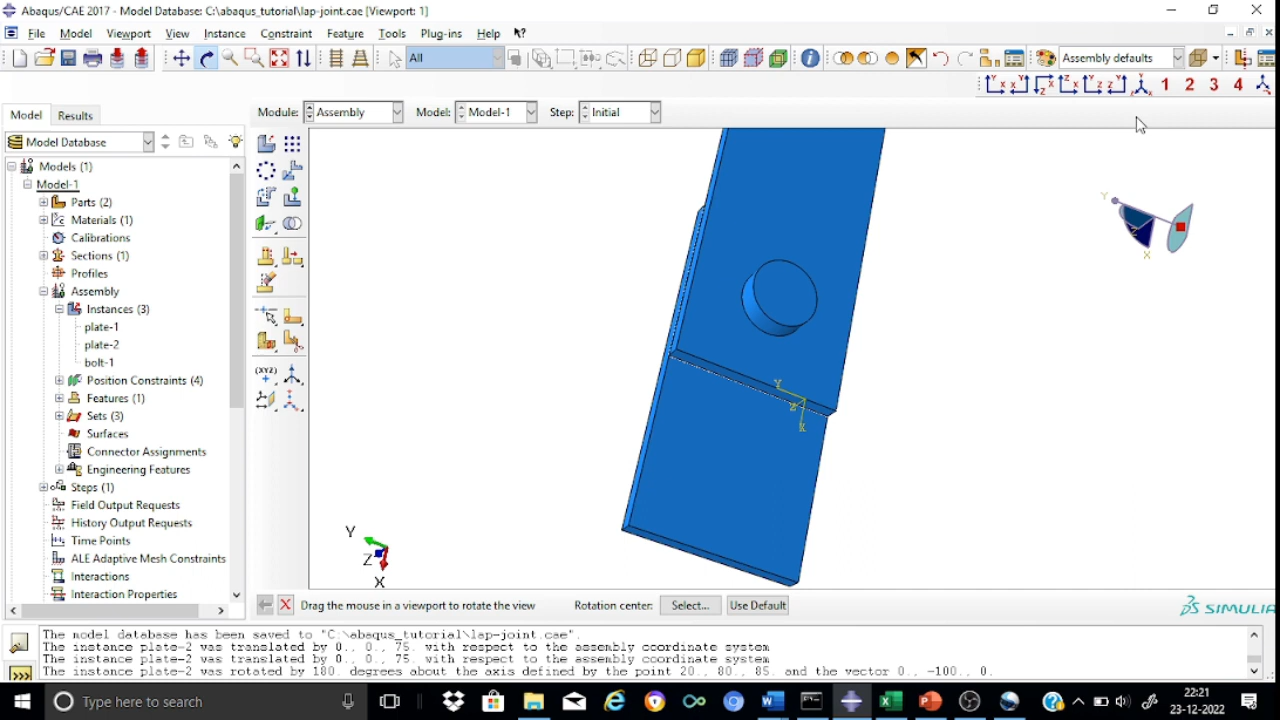 Abaqus/CAE 2017 - Model Database: C:\abaqus_tutorial\lap-joint.cae [Viewport: 1]
File Model Viewport View Instance Constraint Feature Tools Plug-ins Help
All
Assembly defaults
1 2 3 4
Model Results
Module: Assembly Model: Model-1 Step: Initial
Model Database
Models (1)
Model-1
Parts (2)
Materials (1)
Calibrations
Sections (1)
Profiles
Assembly
Instances (3)
plate-1
plate-2
bolt-1
Position Constraints (4)
Features (1)
Sets (3)
Surfaces
Connector Assignments
Engineering Features
Steps (1)
Field Output Requests
History Output Requests
Time Points
ALE Adaptive Mesh Constraints
Interactions
Interaction Properties
(XYZ)
Y
Z
X
Y
Z
X
Y
Z
X
Drag the mouse in a viewport to rotate the view Rotation center: Select... Use Default
SIMULIA
The model database has been saved to "C:\abaqus_tutorial\lap-joint.cae".
The instance plate-2 was translated by 0., 0., 75. with respect to the assembly coordinate system
The instance plate-2 was translated by 0., 0., 75. with respect to the assembly coordinate system
The instance plate-2 was rotated by 180. degrees about the axis defined by the point 20., 80., 85. and the vector 0., -100., 0.
Type here to search
22:21
23-12-2022